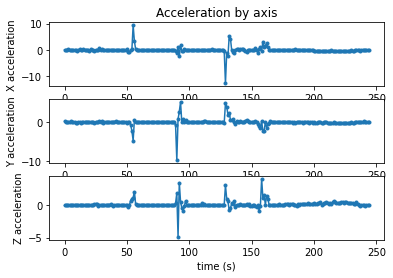 Acceleration by axis
X acceleration
10
0
−10
0 50 100 150 200 250
Y acceleration
0
−10
0 50 100 150 200 250
Z acceleration
0
−5
0 50 100 150 200 250
time (s)